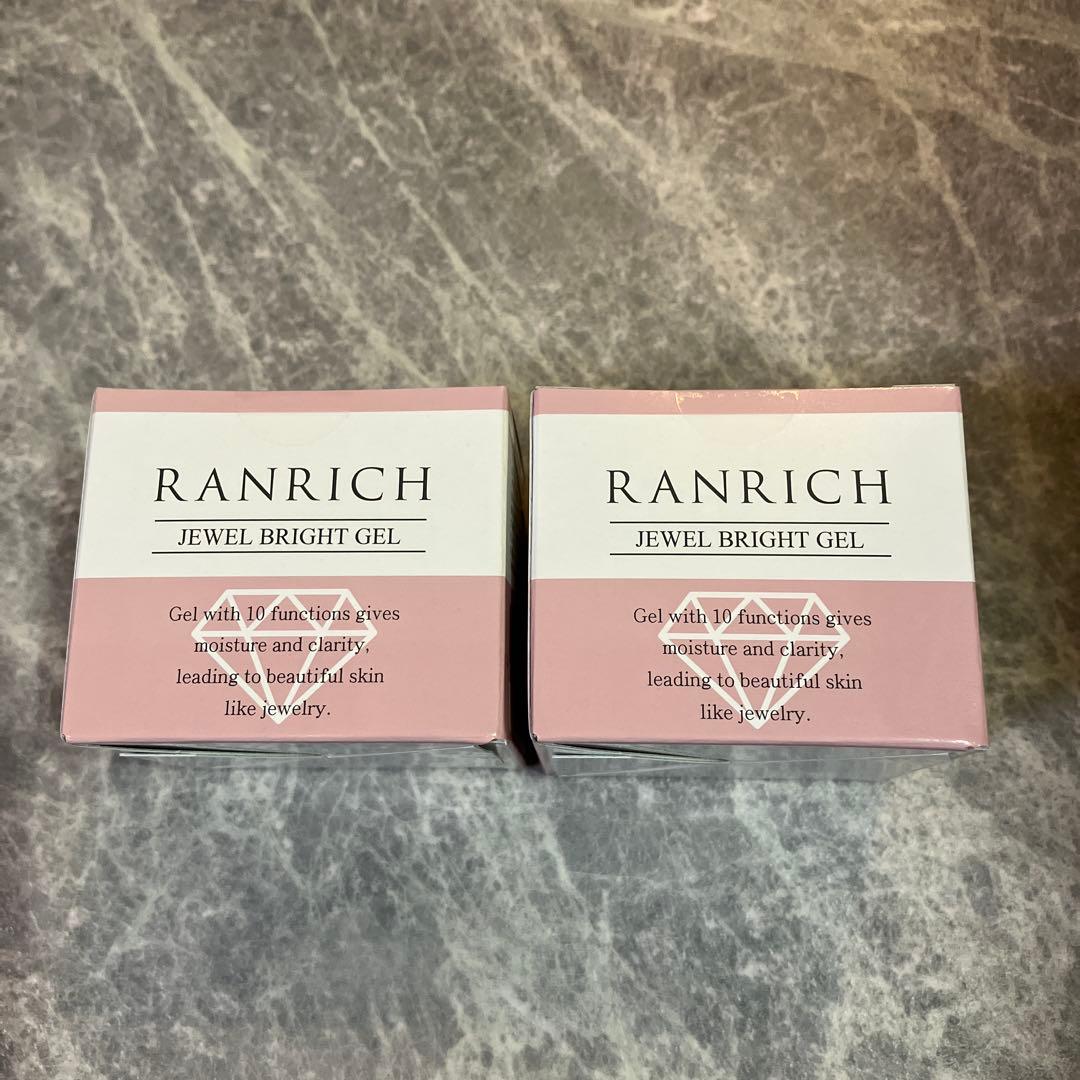 RANRICH
JEWEL BRIGHT GEL
Gel with 10 functions gives
moisture and clarity,
leading to beautiful skin
like jewelry.
RANRICH
JEWEL BRIGHT GEL
Gel with 10 functions gives
moisture and clarity,
leading to beautiful skin
like jewelry.